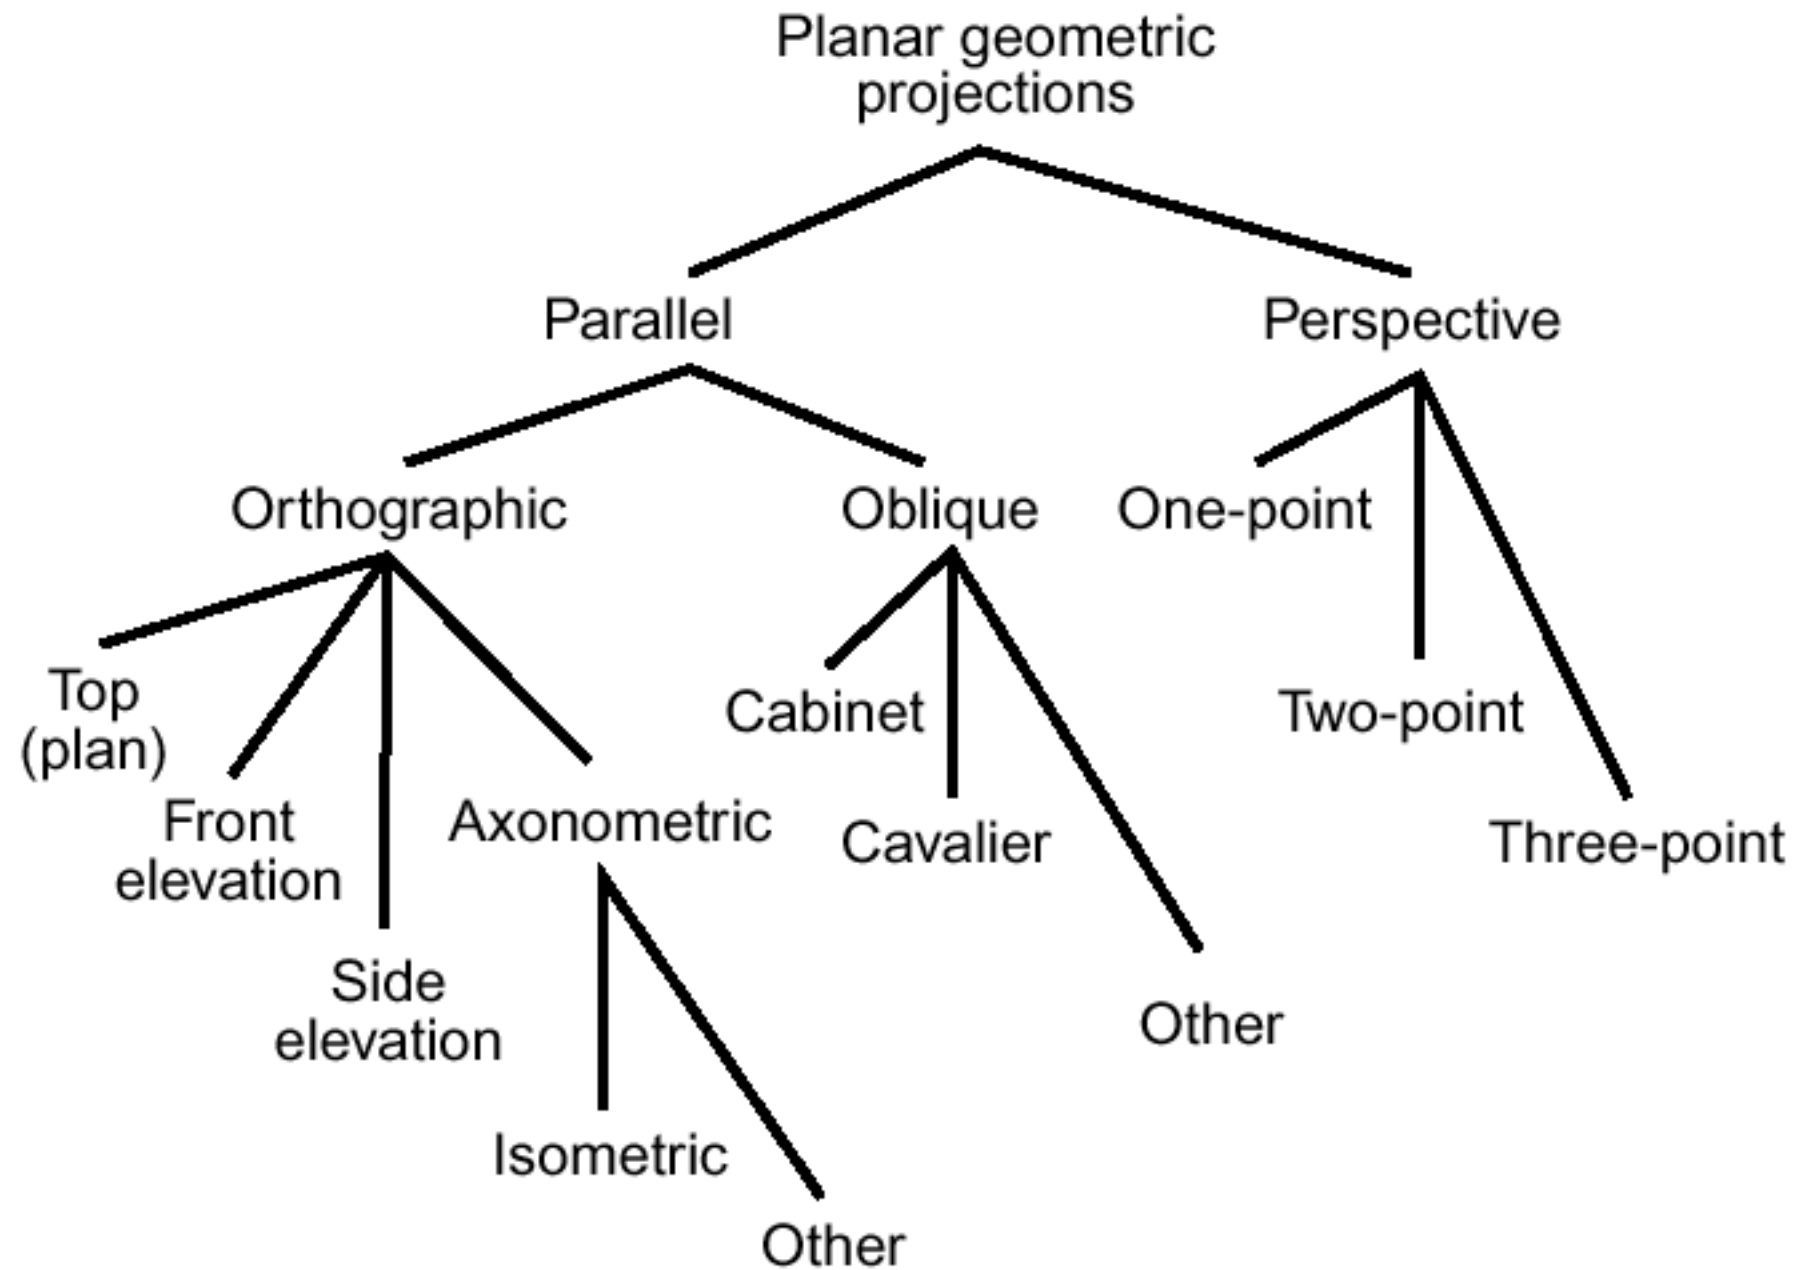 Planar geometric
projections
Parallel
Perspective
Orthographic
Oblique
One-point
Top
(plan)
Cabinet
Two-point
Front
elevation
Axonometric
Cavalier
Three-point
Side
elevation
Other
Isometric
Other